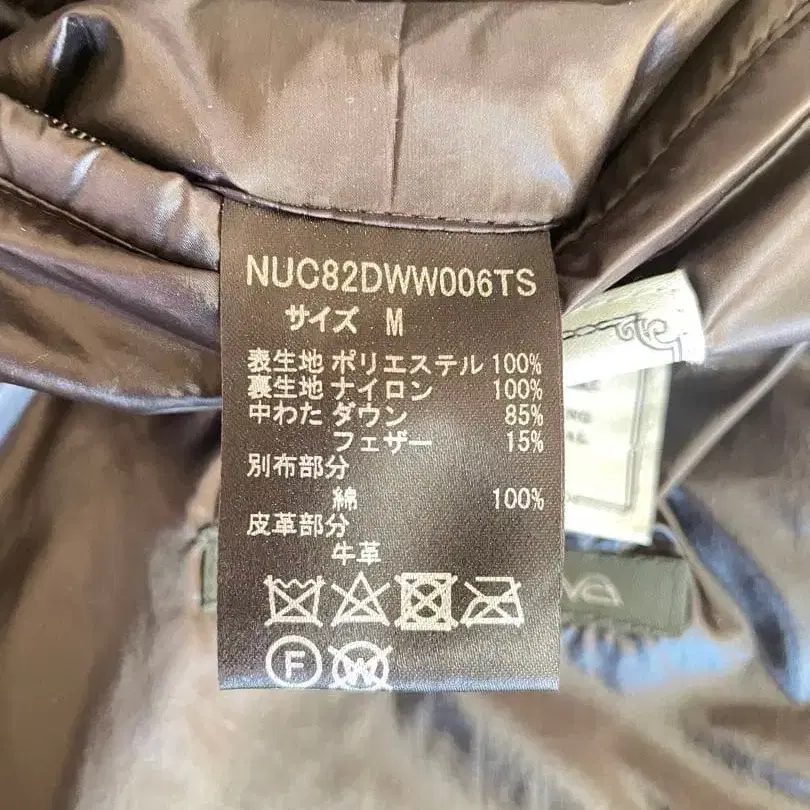 NUC82DWW006TS
サイズ M
表生地 ポリエステル 100%
裏生地 ナイロン 100%
中わた ダウン 85%
フェザー 15%
別布部分
綿 100%
皮革部分
牛革
F W